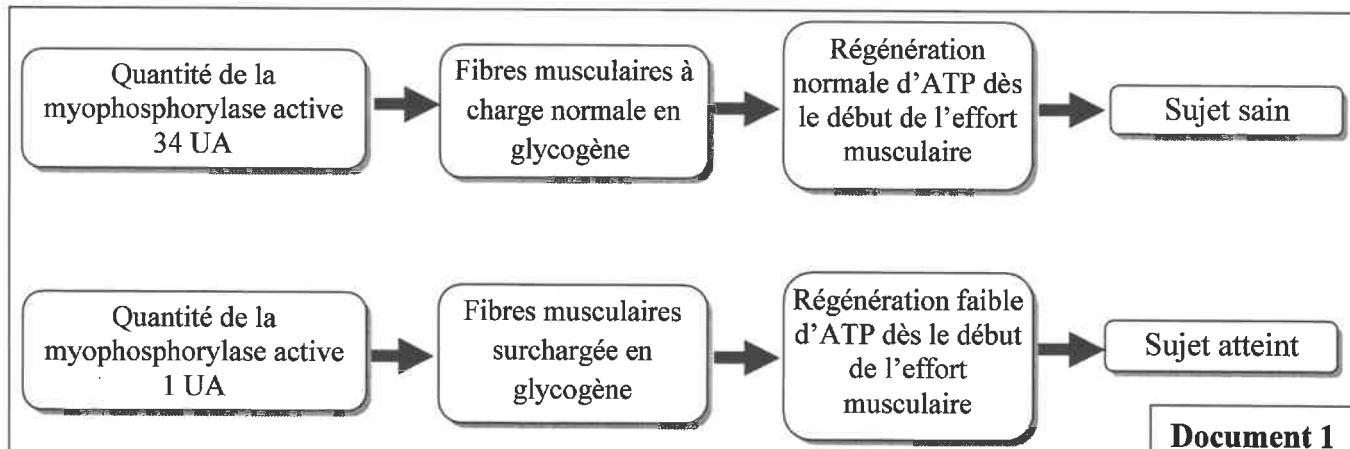 Quantité de la
myophosphorylase active
34 UA
Fibres musculaires à
charge normale en
glycogène
Régénération
normale d'ATP dès
le début de l'effort
musculaire
Sujet sain
Quantité de la
myophosphorylase active
1 UA
Fibres musculaires
surchargée en
glycogène
Régénération faible
d'ATP dès le début
de l'effort
musculaire
Sujet atteint
Document 1